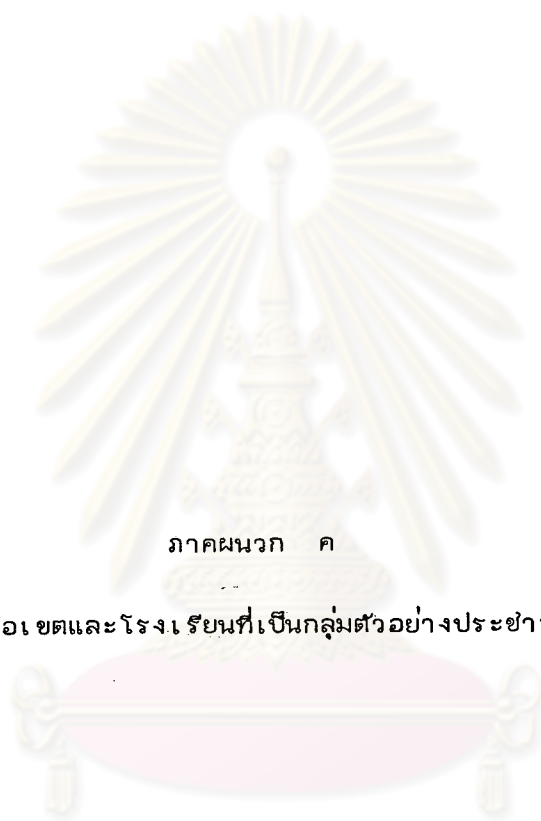 ภาคผนวก ค
อเขตและโรงเรียนที่เป็นกลุ่มตัวอย่างประชา